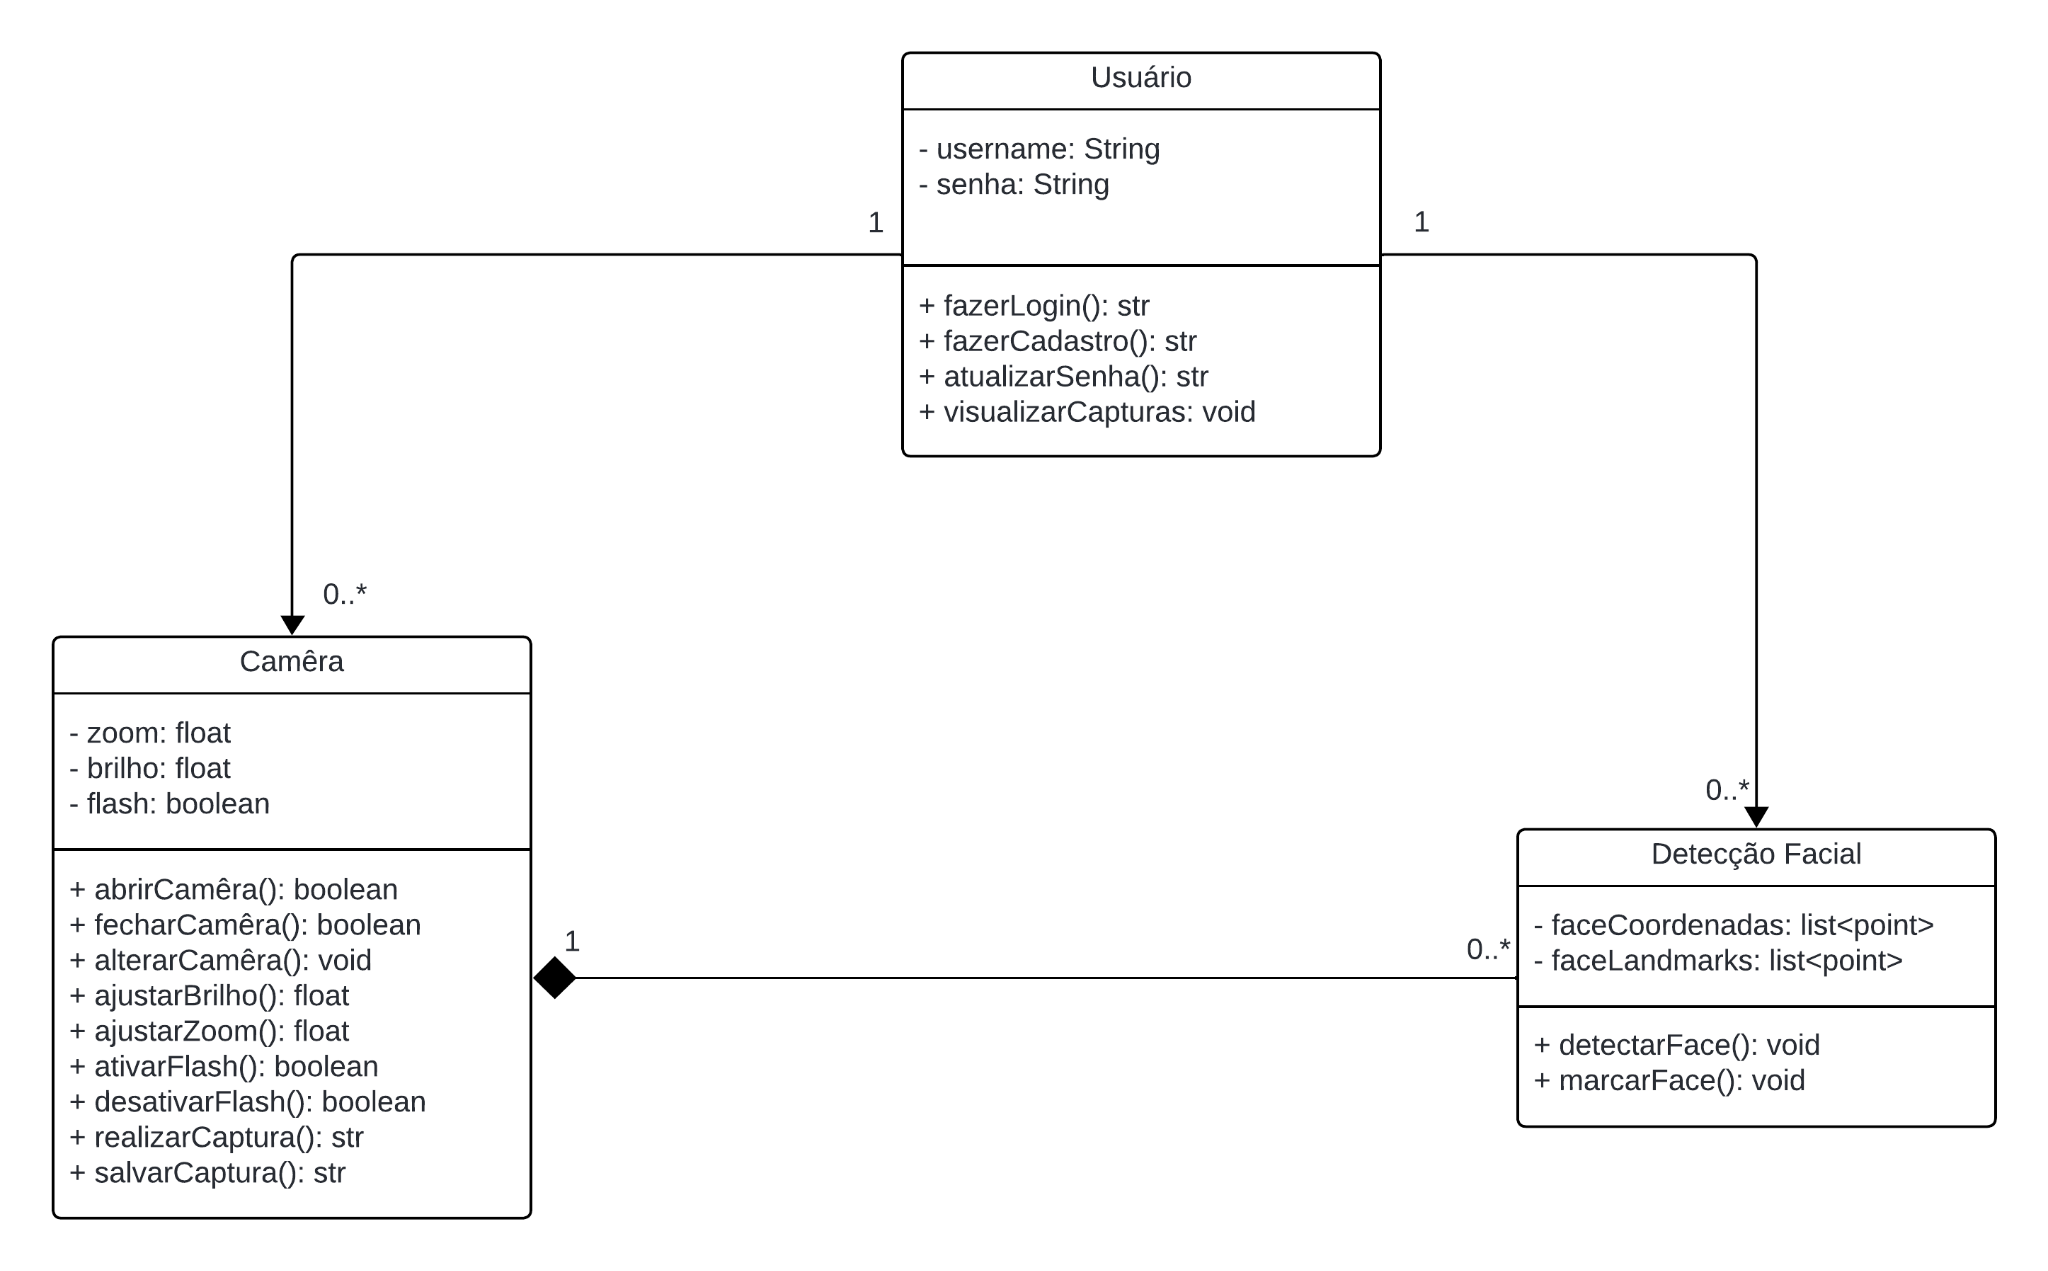 Usuário
- username: String
- senha: String
1
1
+ fazerLogin(): str
+ fazerCadastro(): str
+ atualizarSenha(): str
+ visualizarCapturas: void
0..*
Camêra
- zoom: float
- brilho: float
- flash: boolean
+ abrirCamêra(): boolean
+ fecharCamêra(): boolean
+ alterarCamêra(): void
+ ajustarBrilho(): float
+ ajustarZoom(): float
+ ativarFlash(): boolean
+ desativarFlash(): boolean
+ realizarCaptura(): str
+ salvarCaptura(): str
1
0..*
0..*
Detecção Facial
- faceCoordenadas: list<point>
- faceLandmarks: list<point>
+ detectarFace(): void
+ marcarFace(): void